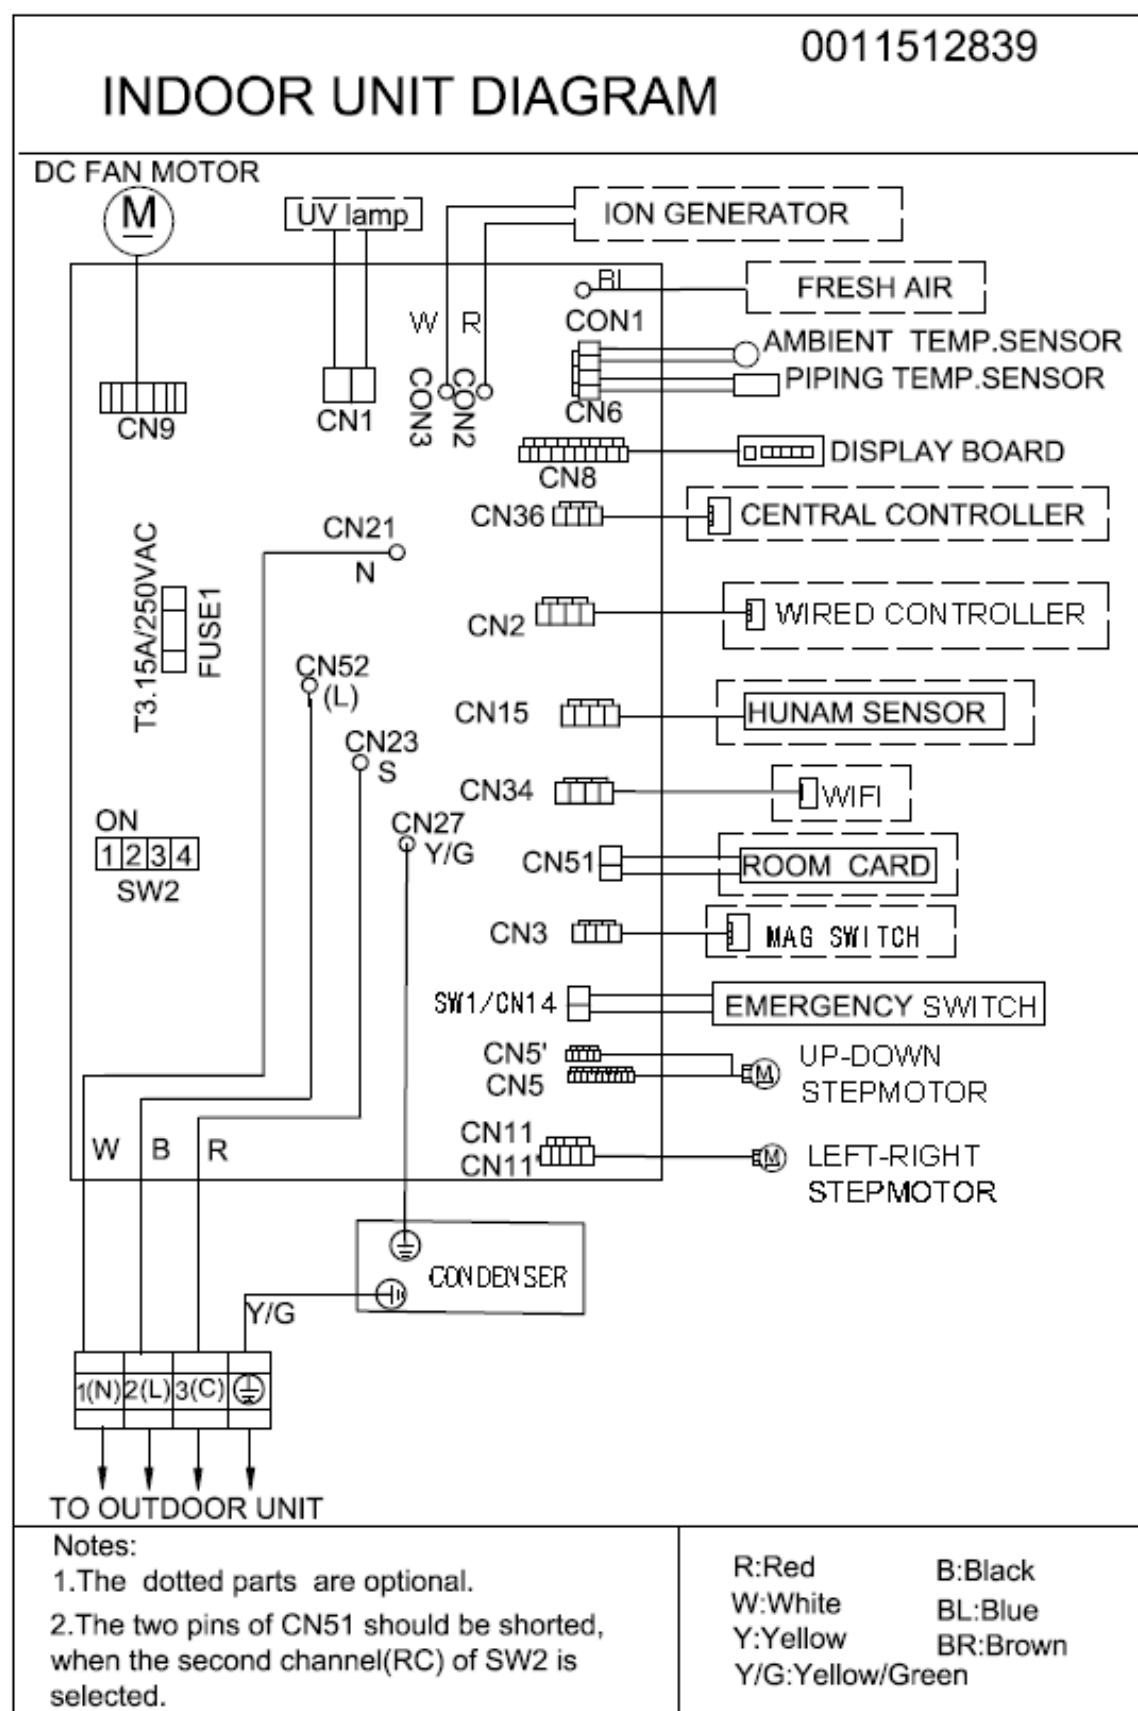 0011512839
INDOOR UNIT DIAGRAM
DC FAN MOTOR
M
UV lamp
ION GENERATOR
BL
FRESH AIR
W R
CON1
AMBIENT TEMP.SENSOR
PIPING TEMP.SENSOR
CN9
CN1
CON3
CON2
CN6
DISPLAY BOARD
CN8
CN36
CENTRAL CONTROLLER
CN21
N
T3.15A/250VAC
FUSE1
CN2
WIRED CONTROLLER
CN52
(L)
CN15
HUNAM SENSOR
CN23
S
CN34
WIFI
ON
1 2 3 4
SW2
CN27
Y/G
CN51
ROOM CARD
CN3
MAG SWITCH
SW1/CN14
EMERGENCY SWITCH
CN5'
CN5
M
UP-DOWN
STEPMOTOR
W B R
CN11
CN11'
M
LEFT-RIGHT
STEPMOTOR
CONDENSER
Y/G
1(N) 2(L) 3(C)
TO OUTDOOR UNIT
Notes:
1.The dotted parts are optional.
2.The two pins of CN51 should be shorted,
when the second channel(RC) of SW2 is
selected.
R:Red B:Black
W:White BL:Blue
Y:Yellow BR:Brown
Y/G:Yellow/Green